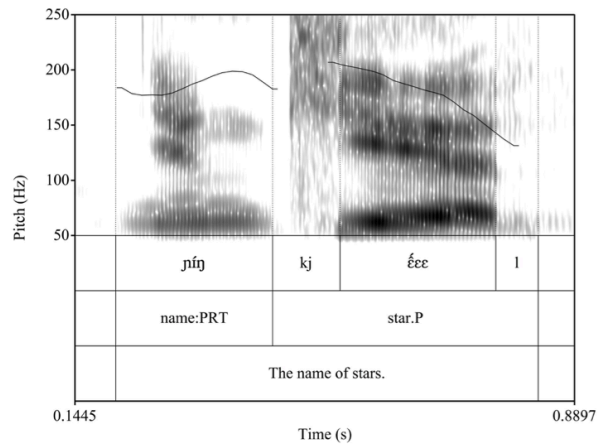 250
200
150
100
50
Pitch (Hz)
ɲíŋ kj ɛ́ɛɛ l
name:PRT star.P
The name of stars.
0.1445 0.8897
Time (s)